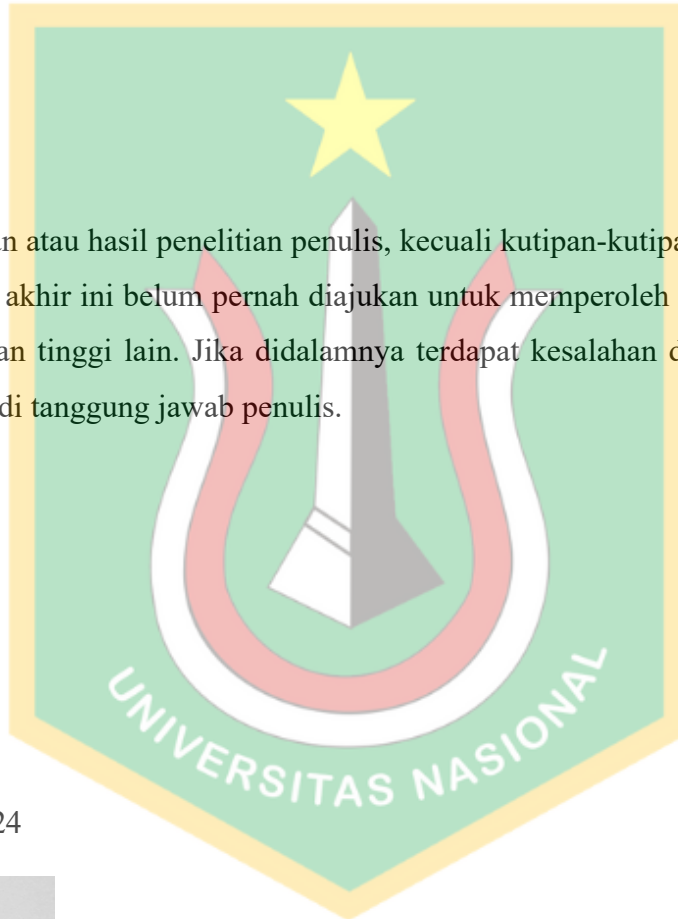 n atau hasil penelitian penulis, kecuali kutipan-kutipa
akhir ini belum pernah diajukan untuk memperoleh
an tinggi lain. Jika didalamnya terdapat kesalahan d
di tanggung jawab penulis.
UNIVERSITAS NASIONAL
24